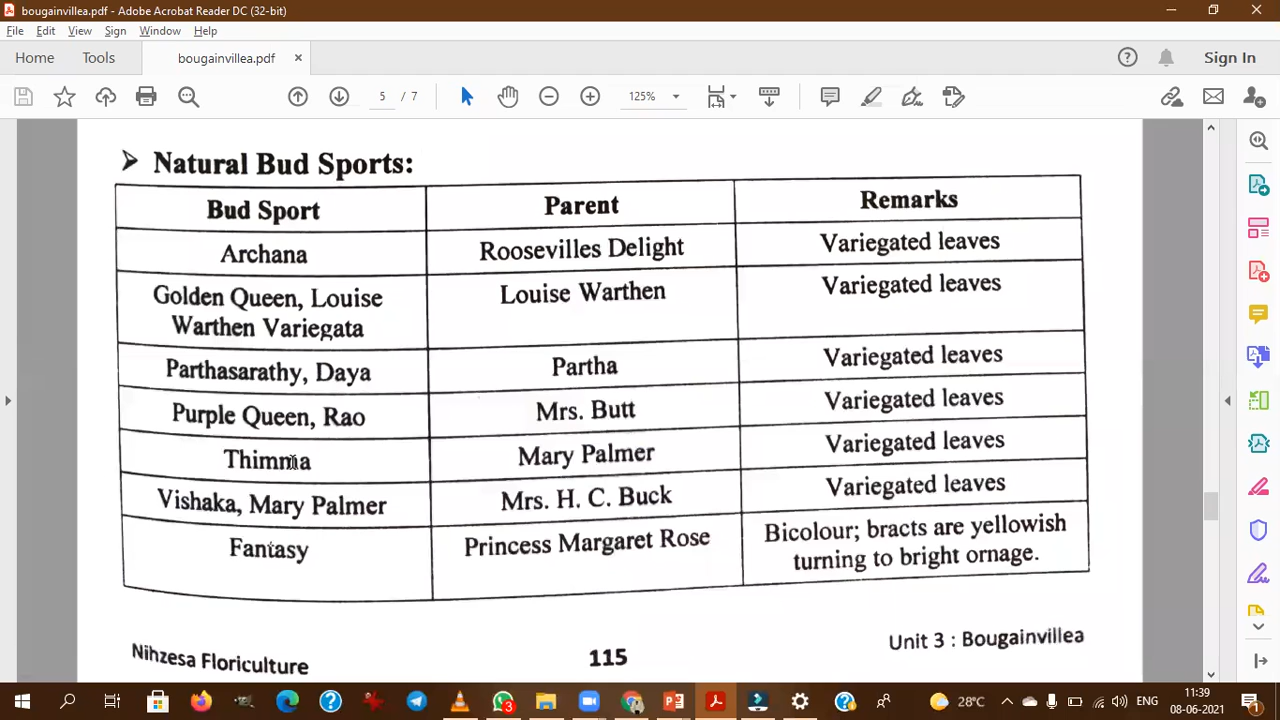 bougainvillea.pdf - Adobe Acrobat Reader DC (32-bit)
File Edit View Sign Window Help
Home Tools bougainvillea.pdf × Sign In
5 / 7 125%
➢ Natural Bud Sports:
Bud Sport Parent Remarks
Archana Roosevilles Delight Variegated leaves
Golden Queen, Louise Louise Warthen Variegated leaves
Warthen Variegata
Parthasarathy, Daya Partha Variegated leaves
Purple Queen, Rao Mrs. Butt Variegated leaves
Thimma Mary Palmer Variegated leaves
Vishaka, Mary Palmer Mrs. H. C. Buck Variegated leaves
Fantasy Princess Margaret Rose Bicolour; bracts are yellowish
turning to bright ornage.
Nihzesa Floriculture 115 Unit 3 : Bougainvillea
3 28°C ENG 11:39
08-06-2021 1